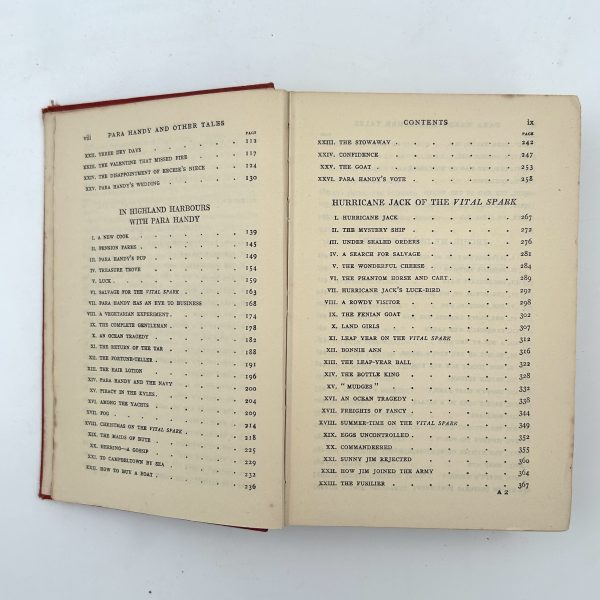 viii PARA HANDY AND OTHER TALES
PAGE
XXII. THREE DRY DAYS 112
XXIII. THE VALENTINE THAT MISSED FIRE 117
XXIV. THE DISAPPOINTMENT OF ERCHIE'S NIECE 124
XXV. PARA HANDY'S WEDDING 130
IN HIGHLAND HARBOURS
WITH PARA HANDY
I. A NEW COOK 139
II. PENSION FARMS 145
III. PARA HANDY'S PUP 149
IV. TREASURE TROVE 154
V. LUCK 159
VI. SALVAGE FOR THE VITAL SPARK 163
VII. PARA HANDY HAS AN EYE TO BUSINESS 168
VIII. A VEGETARIAN EXPERIMENT 174
IX. THE COMPLETE GENTLEMAN 178
X. AN OCEAN TRAGEDY 182
XI. THE RETURN OF THE TAR 188
XII. THE FORTUNE-TELLER 191
XIII. THE HAIR LOTION 196
XIV. PARA HANDY AND THE NAVY 200
XV. PIRACY IN THE KYLES 204
XVI. AMONG THE YACHTS 209
XVII. FOG 214
XVIII. CHRISTMAS ON THE VITAL SPARK 218
XIX. THE MAIDS OF BUTE 225
XX. HERRING—A GOSSIP 229
XXI. TO CAMPBELTOWN BY SEA 232
XXII. HOW TO BUY A BOAT 236
CONTENTS ix
PAGE
XXIII. THE STOWAWAY 242
XXIV. CONFIDENCE 247
XXV. THE GOAT 253
XXVI. PARA HANDY'S VOTE 258
HURRICANE JACK OF THE VITAL SPARK
I. HURRICANE JACK 267
II. THE MYSTERY SHIP 272
III. UNDER SEALED ORDERS 276
IV. A SEARCH FOR SALVAGE 281
V. THE WONDERFUL CHEESE 284
VI. THE PHANTOM HORSE AND CART 289
VII. HURRICANE JACK'S LUCK-BIRD 292
VIII. A ROWDY VISITOR 298
IX. THE FENIAN GOAT 302
X. LAND GIRLS 307
XI. LEAP YEAR ON THE VITAL SPARK 312
XII. BONNIE ANN 316
XIII. THE LEAP-YEAR BALL 322
XIV. THE BOTTLE KING 328
XV. "MUDGES" 332
XVI. AN OCEAN TRAGEDY 338
XVII. FREIGHTS OF FANCY 344
XVIII. SUMMER-TIME ON THE VITAL SPARK 349
XIX. EGGS UNCONTROLLED 352
XX. COMMANDEERED 355
XXI. SUNNY JIM REJECTED 360
XXII. HOW JIM JOINED THE ARMY 364
XXIII. THE FUSILIER 367
A 2